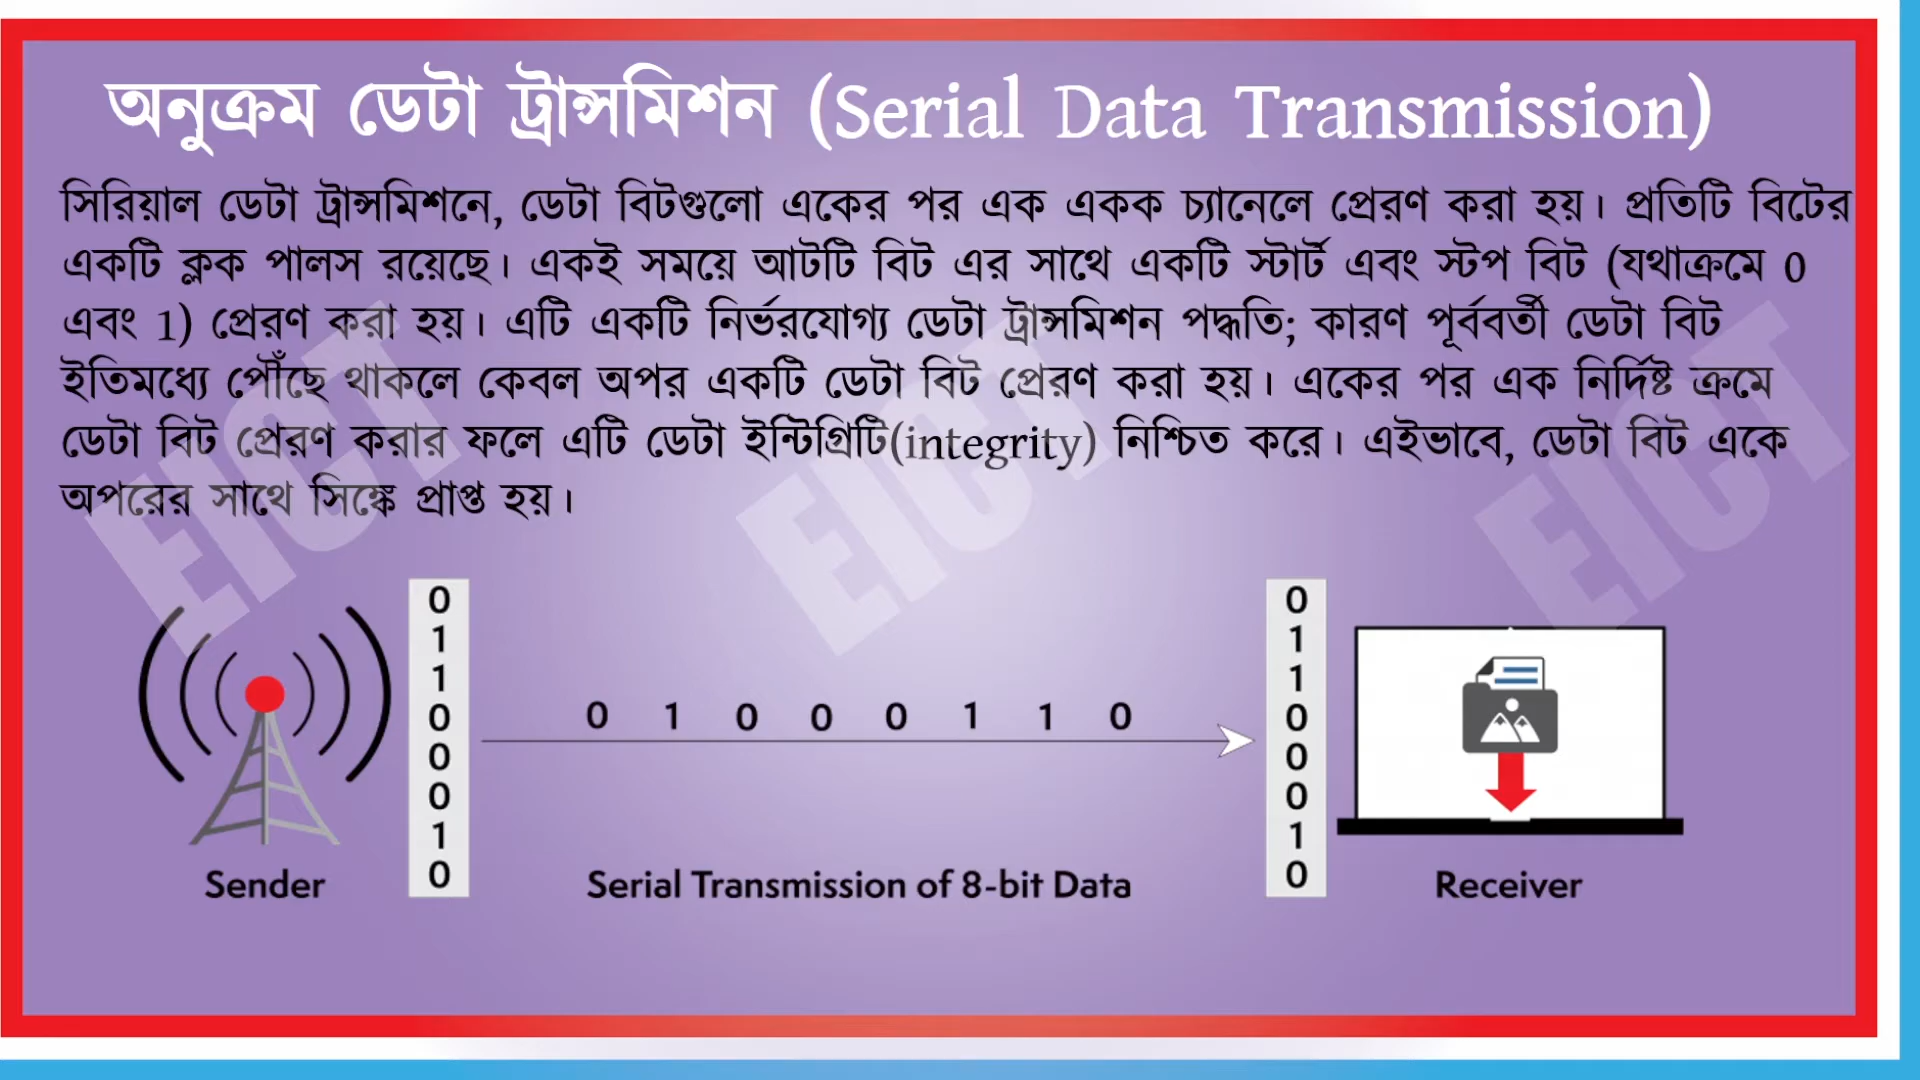 অনুক্রম ডেটা ট্রান্সমিশন (Serial Data Transmission)
সিরিয়াল ডেটা ট্রান্সমিশনে, ডেটা বিটগুলো একের পর এক একক চ্যানেলে প্রেরণ করা হয়। প্রতিটি বিটের
একটি ক্লক পালস রয়েছে। একই সময়ে আটটি বিট এর সাথে একটি স্টার্ট এবং স্টপ বিট (যথাক্রমে 0
এবং 1) প্রেরণ করা হয়। এটি একটি নির্ভরযোগ্য ডেটা ট্রান্সমিশন পদ্ধতি; কারণ পূর্ববর্তী ডেটা বিট
ইতিমধ্যে পৌঁছে থাকলে কেবল অপর একটি ডেটা বিট প্রেরণ করা হয়। একের পর এক নির্দিষ্ট ক্রমে
ডেটা বিট প্রেরণ করার ফলে এটি ডেটা ইন্টিগ্রিটি(integrity) নিশ্চিত করে। এইভাবে, ডেটা বিট একে
অপরের সাথে সিঙ্কে প্রাপ্ত হয়।
EICT EICT EICT
0
1
1
0
0
0
1
0
0 1 0 0 0 1 1 0
0
1
1
0
0
0
1
0
Sender
Serial Transmission of 8-bit Data
Receiver